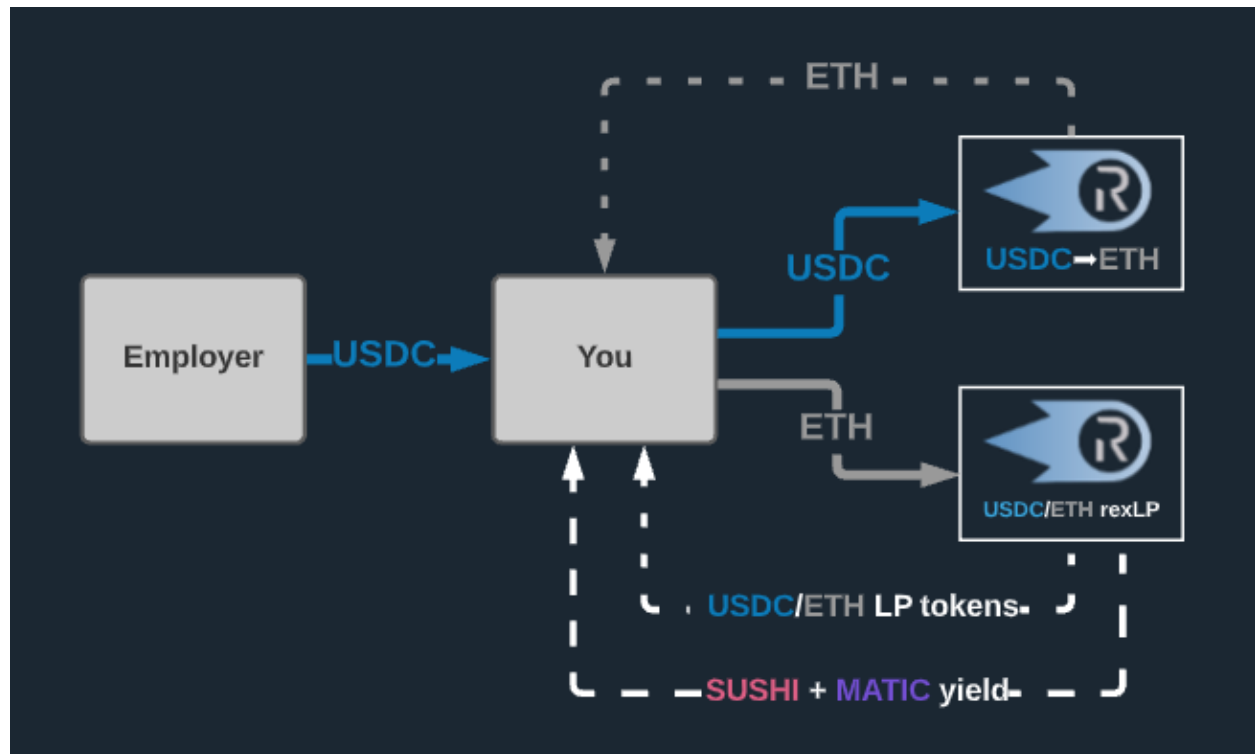 ETH
USDC→ETH
USDC
Employer
USDC
You
ETH
USDC/ETH rexLP
USDC/ETH LP tokens
SUSHI + MATIC yield